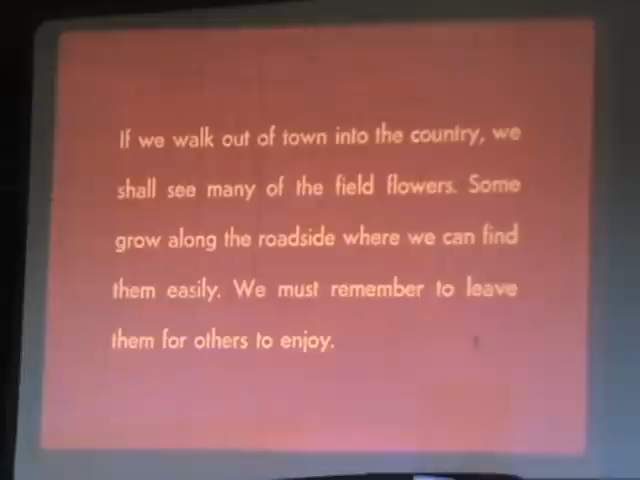 If we walk out of town into the country, we
shall see many of the field flowers. Some
grow along the roadside where we can find
them easily. We must remember to leave
them for others to enjoy.